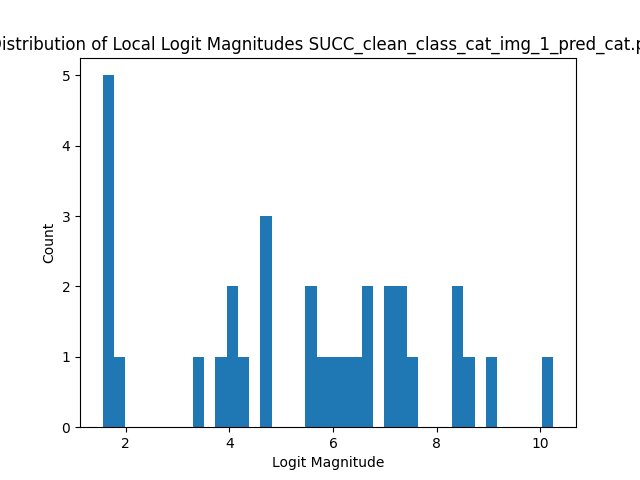 istribution of Local Logit Magnitudes SUCC_clean_class_cat_img_1_pred_cat.p
5
4
3
2
1
0
Count
2 4 6 8 10
Logit Magnitude